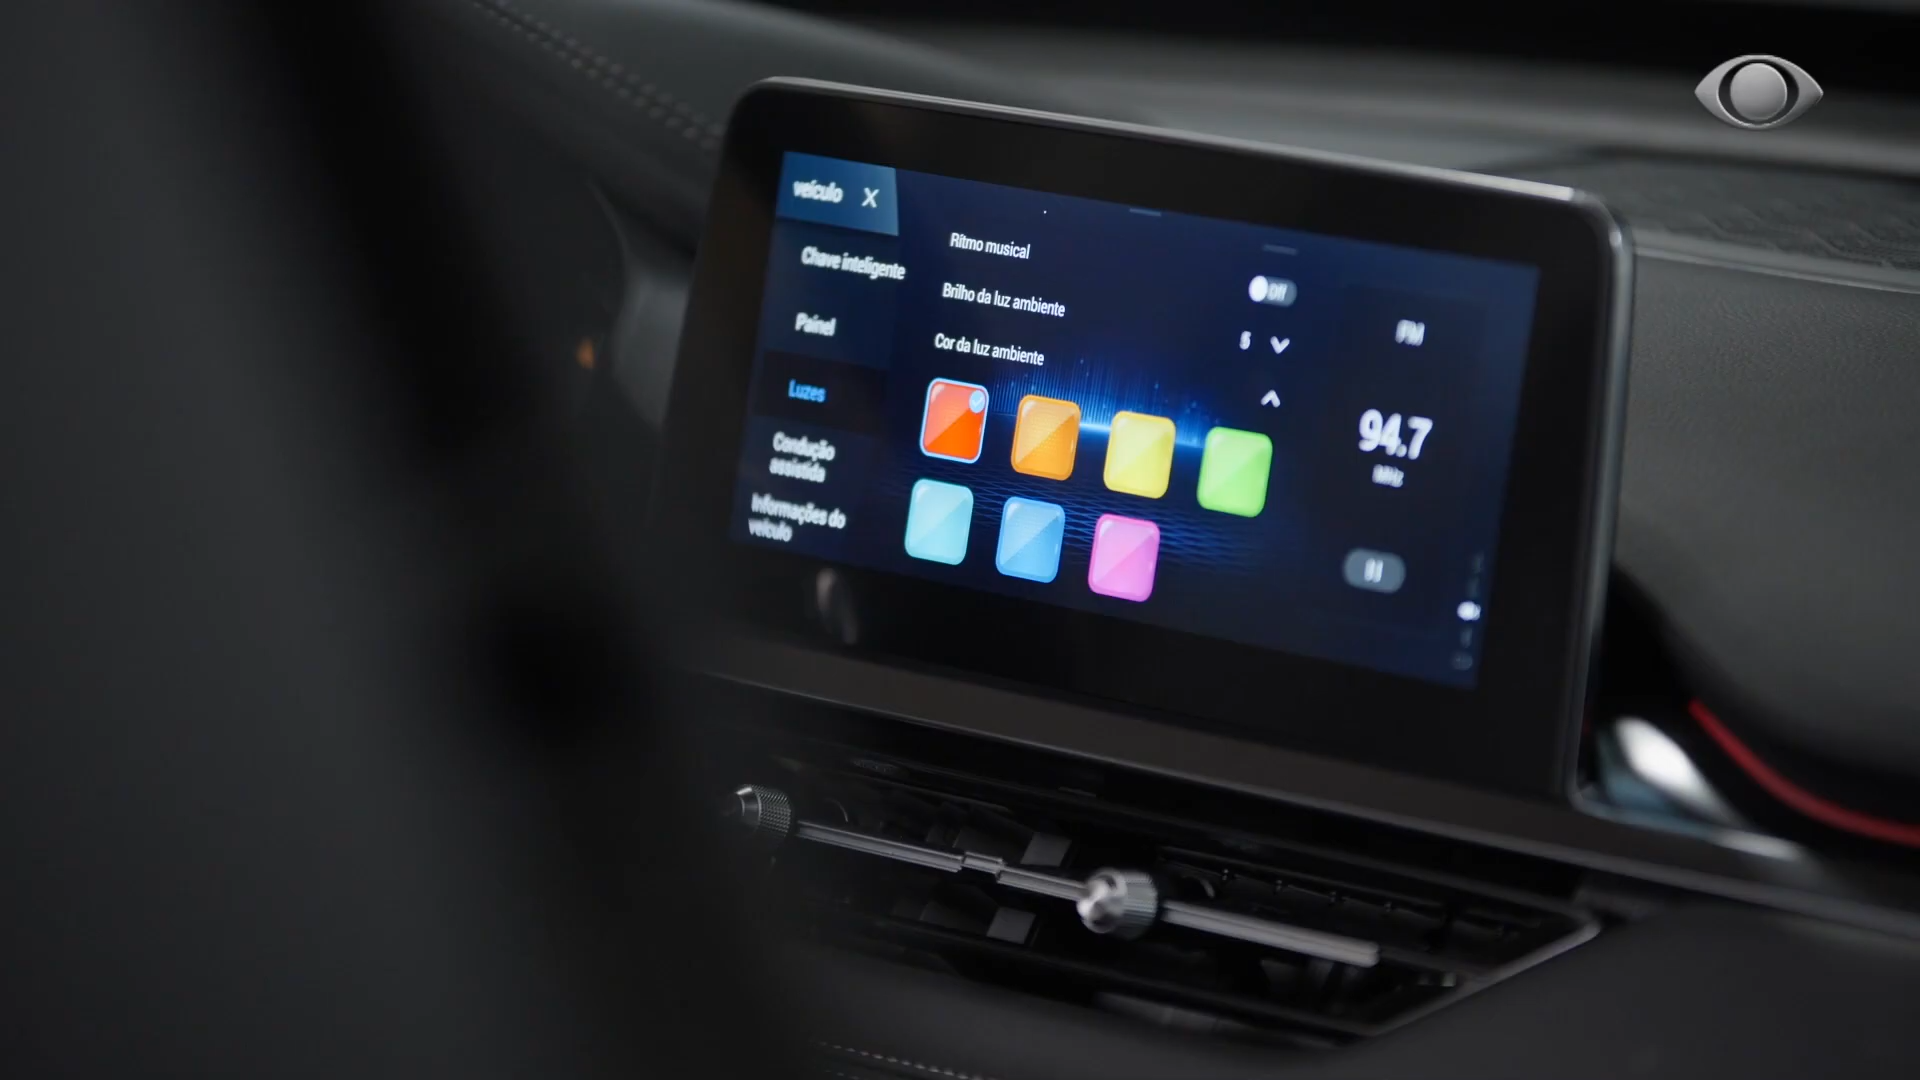 veículo X
Chave inteligente
Painel
Luzes
Condução
assistida
Informações do
veículo
Rítmo musical
Off
Brilho da luz ambiente
5
Cor da luz ambiente
FM
94.7
MHz